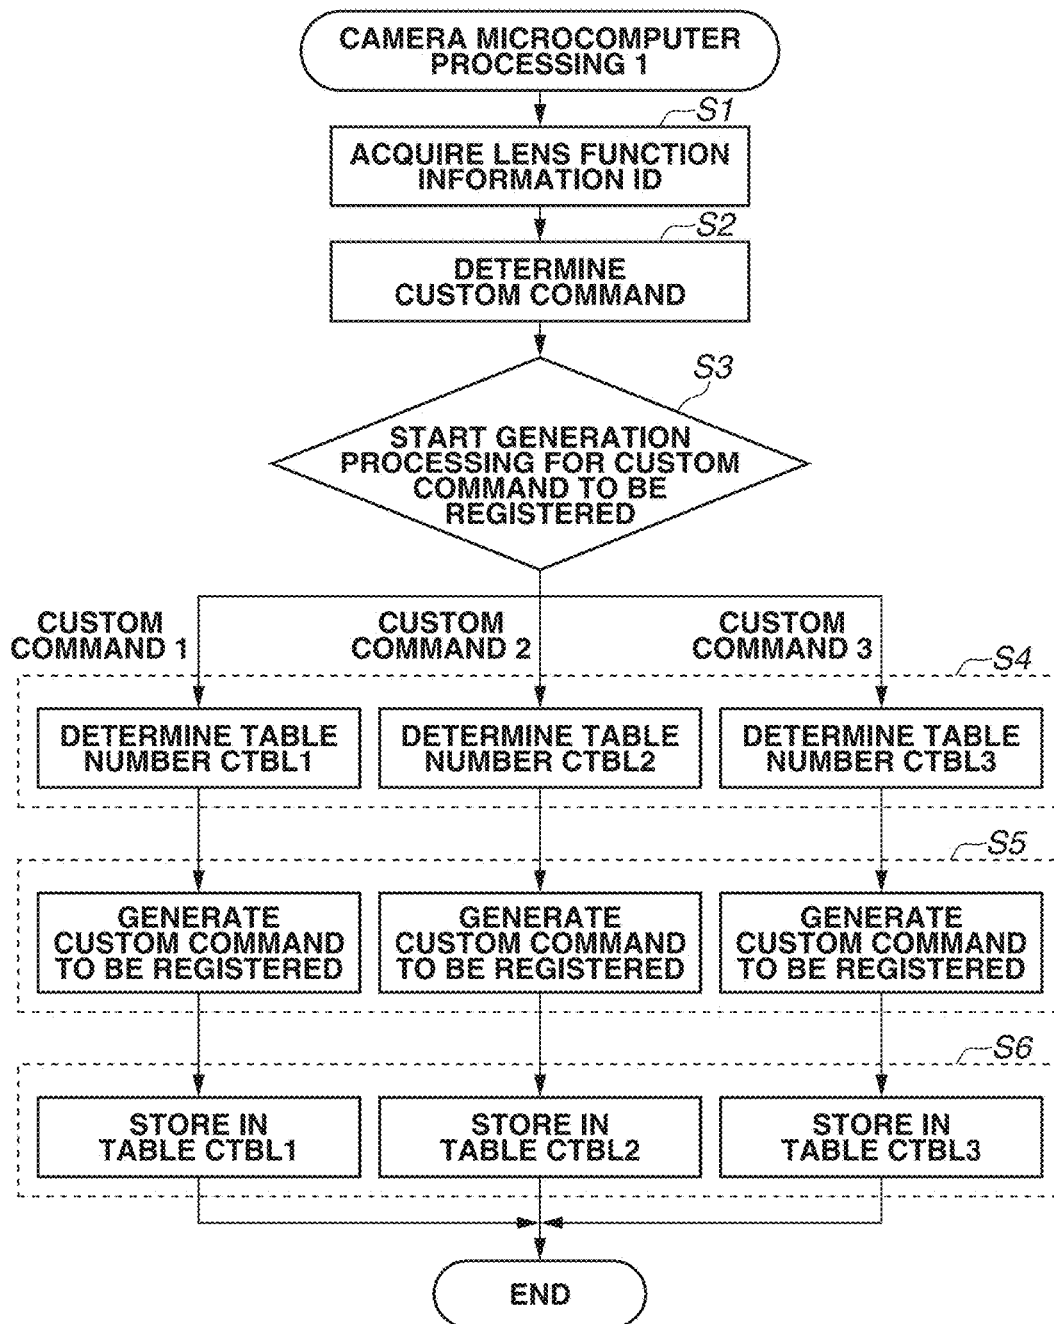 CAMERA MICROCOMPUTER
PROCESSING 1
S1
ACQUIRE LENS FUNCTION
INFORMATION ID
S2
DETERMINE
CUSTOM COMMAND
S3
START GENERATION
PROCESSING FOR CUSTOM
COMMAND TO BE
REGISTERED
CUSTOM
COMMAND 1
CUSTOM
COMMAND 2
CUSTOM
COMMAND 3
S4
DETERMINE TABLE
NUMBER CTBL1
DETERMINE TABLE
NUMBER CTBL2
DETERMINE TABLE
NUMBER CTBL3
S5
GENERATE
CUSTOM COMMAND
TO BE REGISTERED
GENERATE
CUSTOM COMMAND
TO BE REGISTERED
GENERATE
CUSTOM COMMAND
TO BE REGISTERED
S6
STORE IN
TABLE CTBL1
STORE IN
TABLE CTBL2
STORE IN
TABLE CTBL3
END